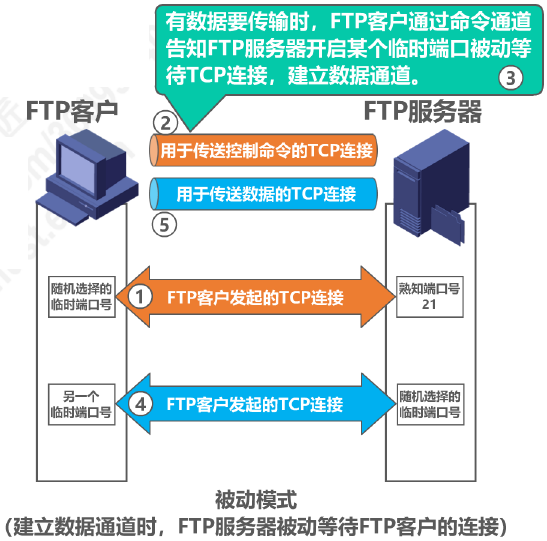 有数据要传输时，FTP客户通过命令通道
告知FTP服务器开启某个临时端口被动等
待TCP连接，建立数据通道。
③
FTP客户
FTP服务器
②
用于传送控制命令的TCP连接
用于传送数据的TCP连接
⑤
随机选择的
临时端口号
①
FTP客户发起的TCP连接
熟知端口号
21
另一个
临时端口号
④
FTP客户发起的TCP连接
随机选择的
临时端口号
被动模式
（建立数据通道时，FTP服务器被动等待FTP客户的连接）